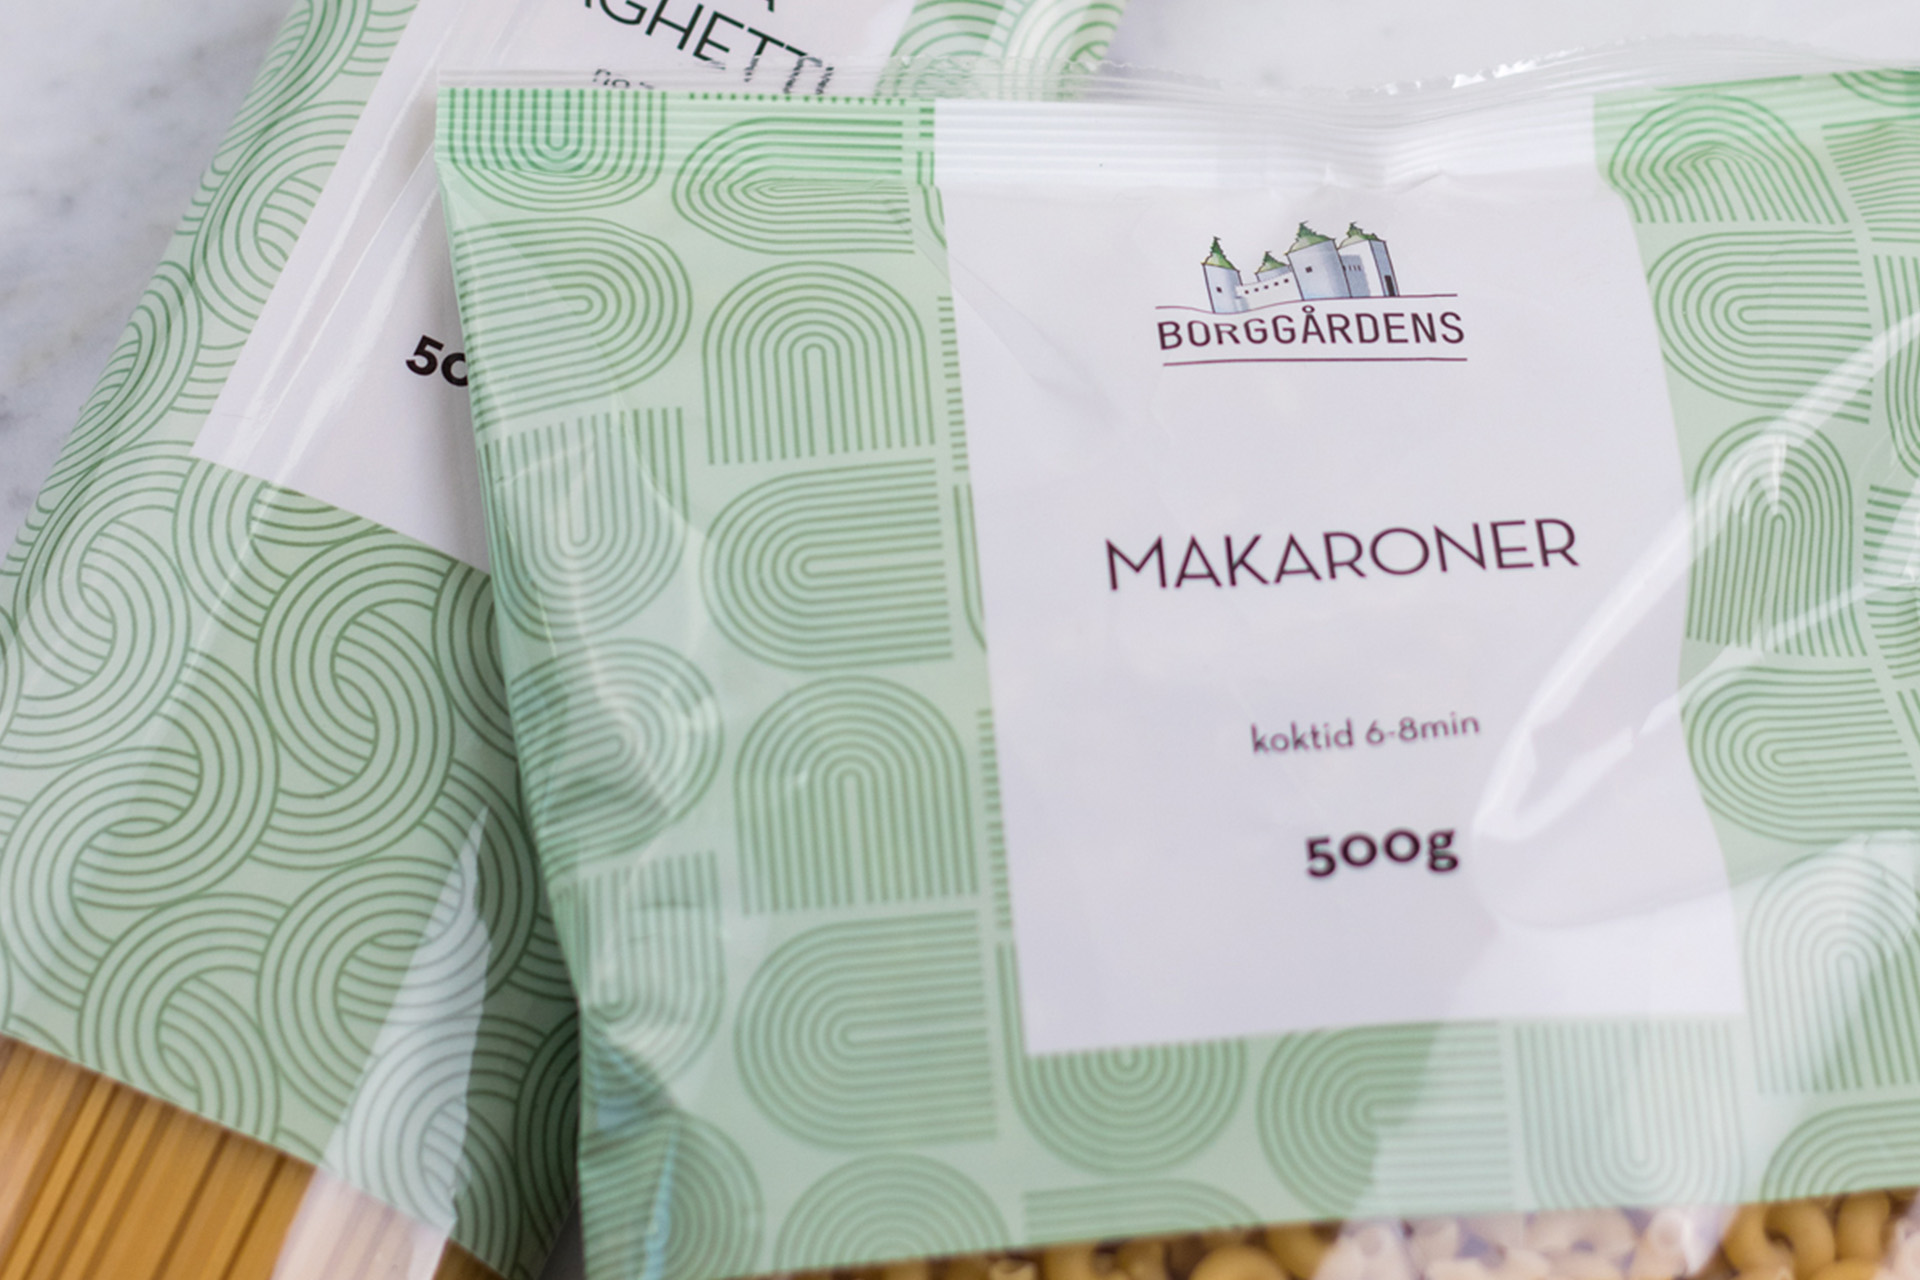 BORGGÅRDENS
MAKARONER
koktid 6-8min
500g